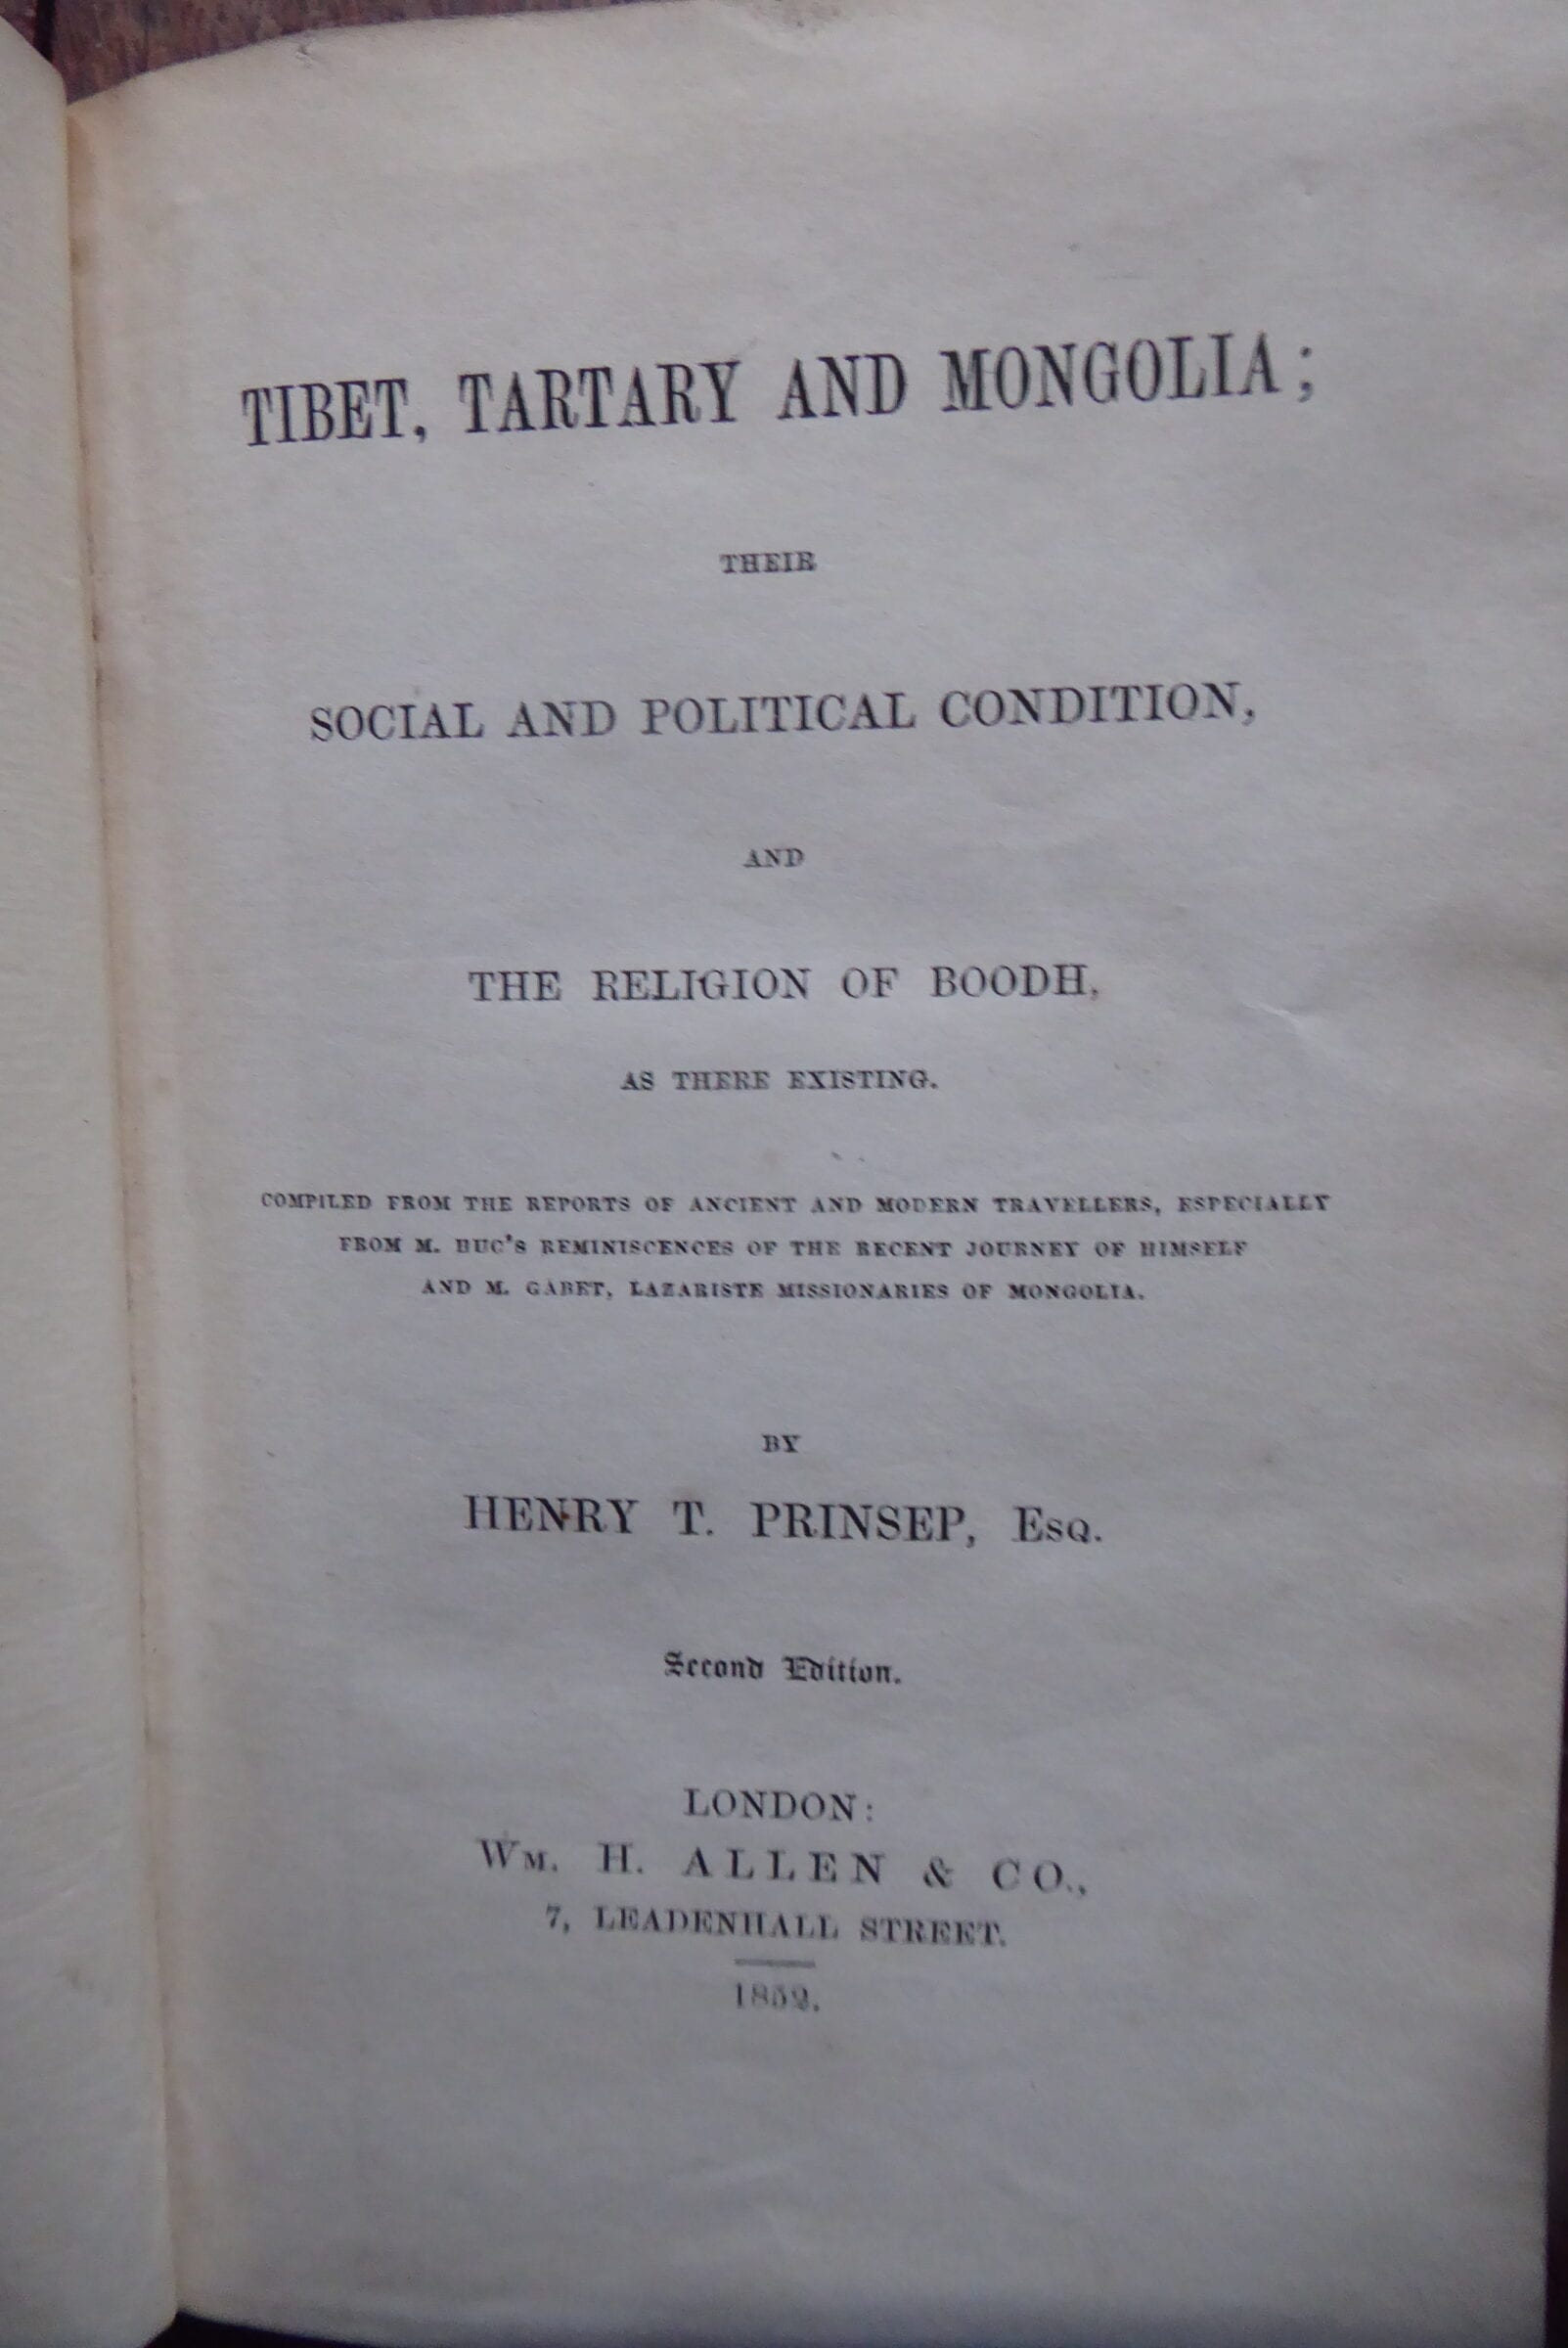 TIBET, TARTARY AND MONGOLIA;
THEIR
SOCIAL AND POLITICAL CONDITION,
AND
THE RELIGION OF BOODH,
AS THERE EXISTING.
COMPILED FROM THE REPORTS OF ANCIENT AND MODERN TRAVELLERS, ESPECIALLY
FROM M. HUC'S REMINISCENCES OF THE RECENT JOURNEY OF HIMSELF
AND M. GABET, LAZARISTE MISSIONARIES OF MONGOLIA.
BY
HENRY T. PRINSEP, Esq.
Second Edition.
LONDON:
Wm. H. ALLEN & CO.,
7, LEADENHALL STREET.
1852.